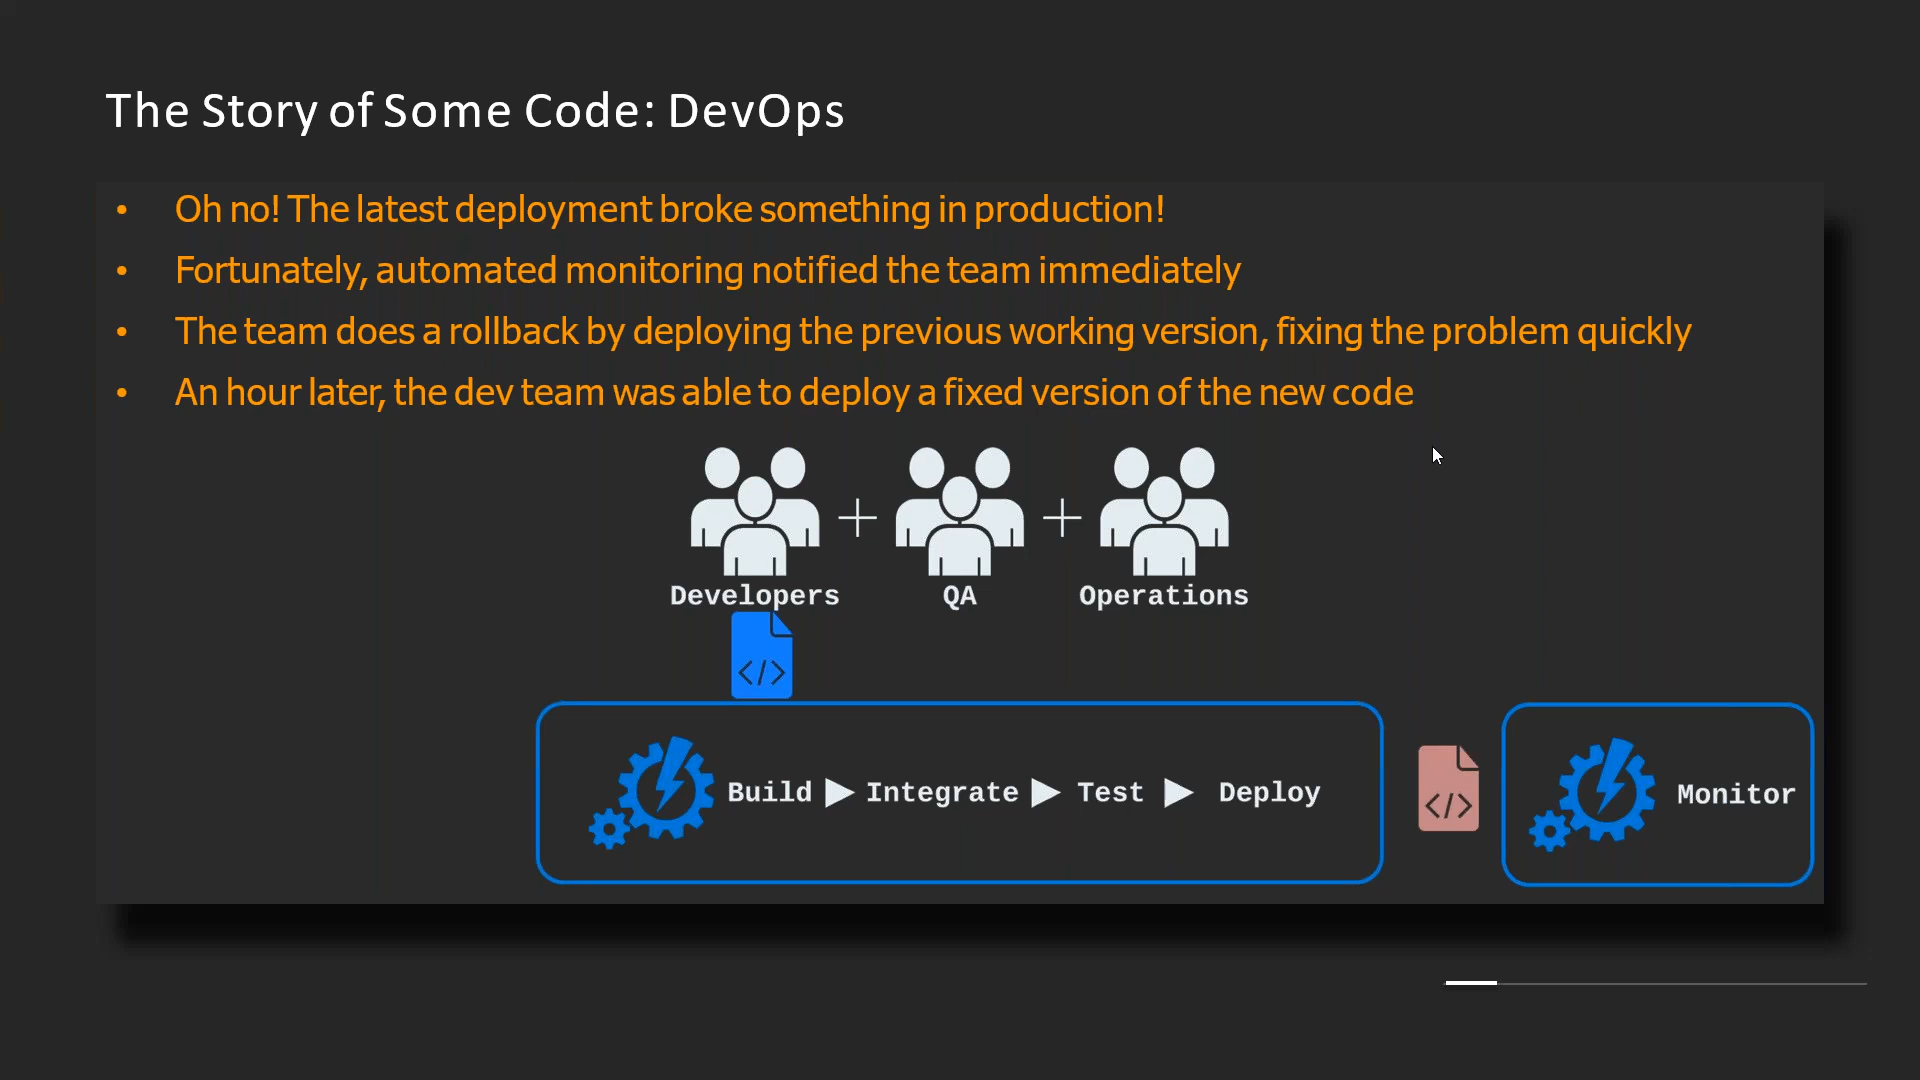 The Story of Some Code: DevOps
• Oh no! The latest deployment broke something in production!
• Fortunately, automated monitoring notified the team immediately
• The team does a rollback by deploying the previous working version, fixing the problem quickly
• An hour later, the dev team was able to deploy a fixed version of the new code
Developers + QA + Operations
</>
Build ▶ Integrate ▶ Test ▶ Deploy
</>
Monitor